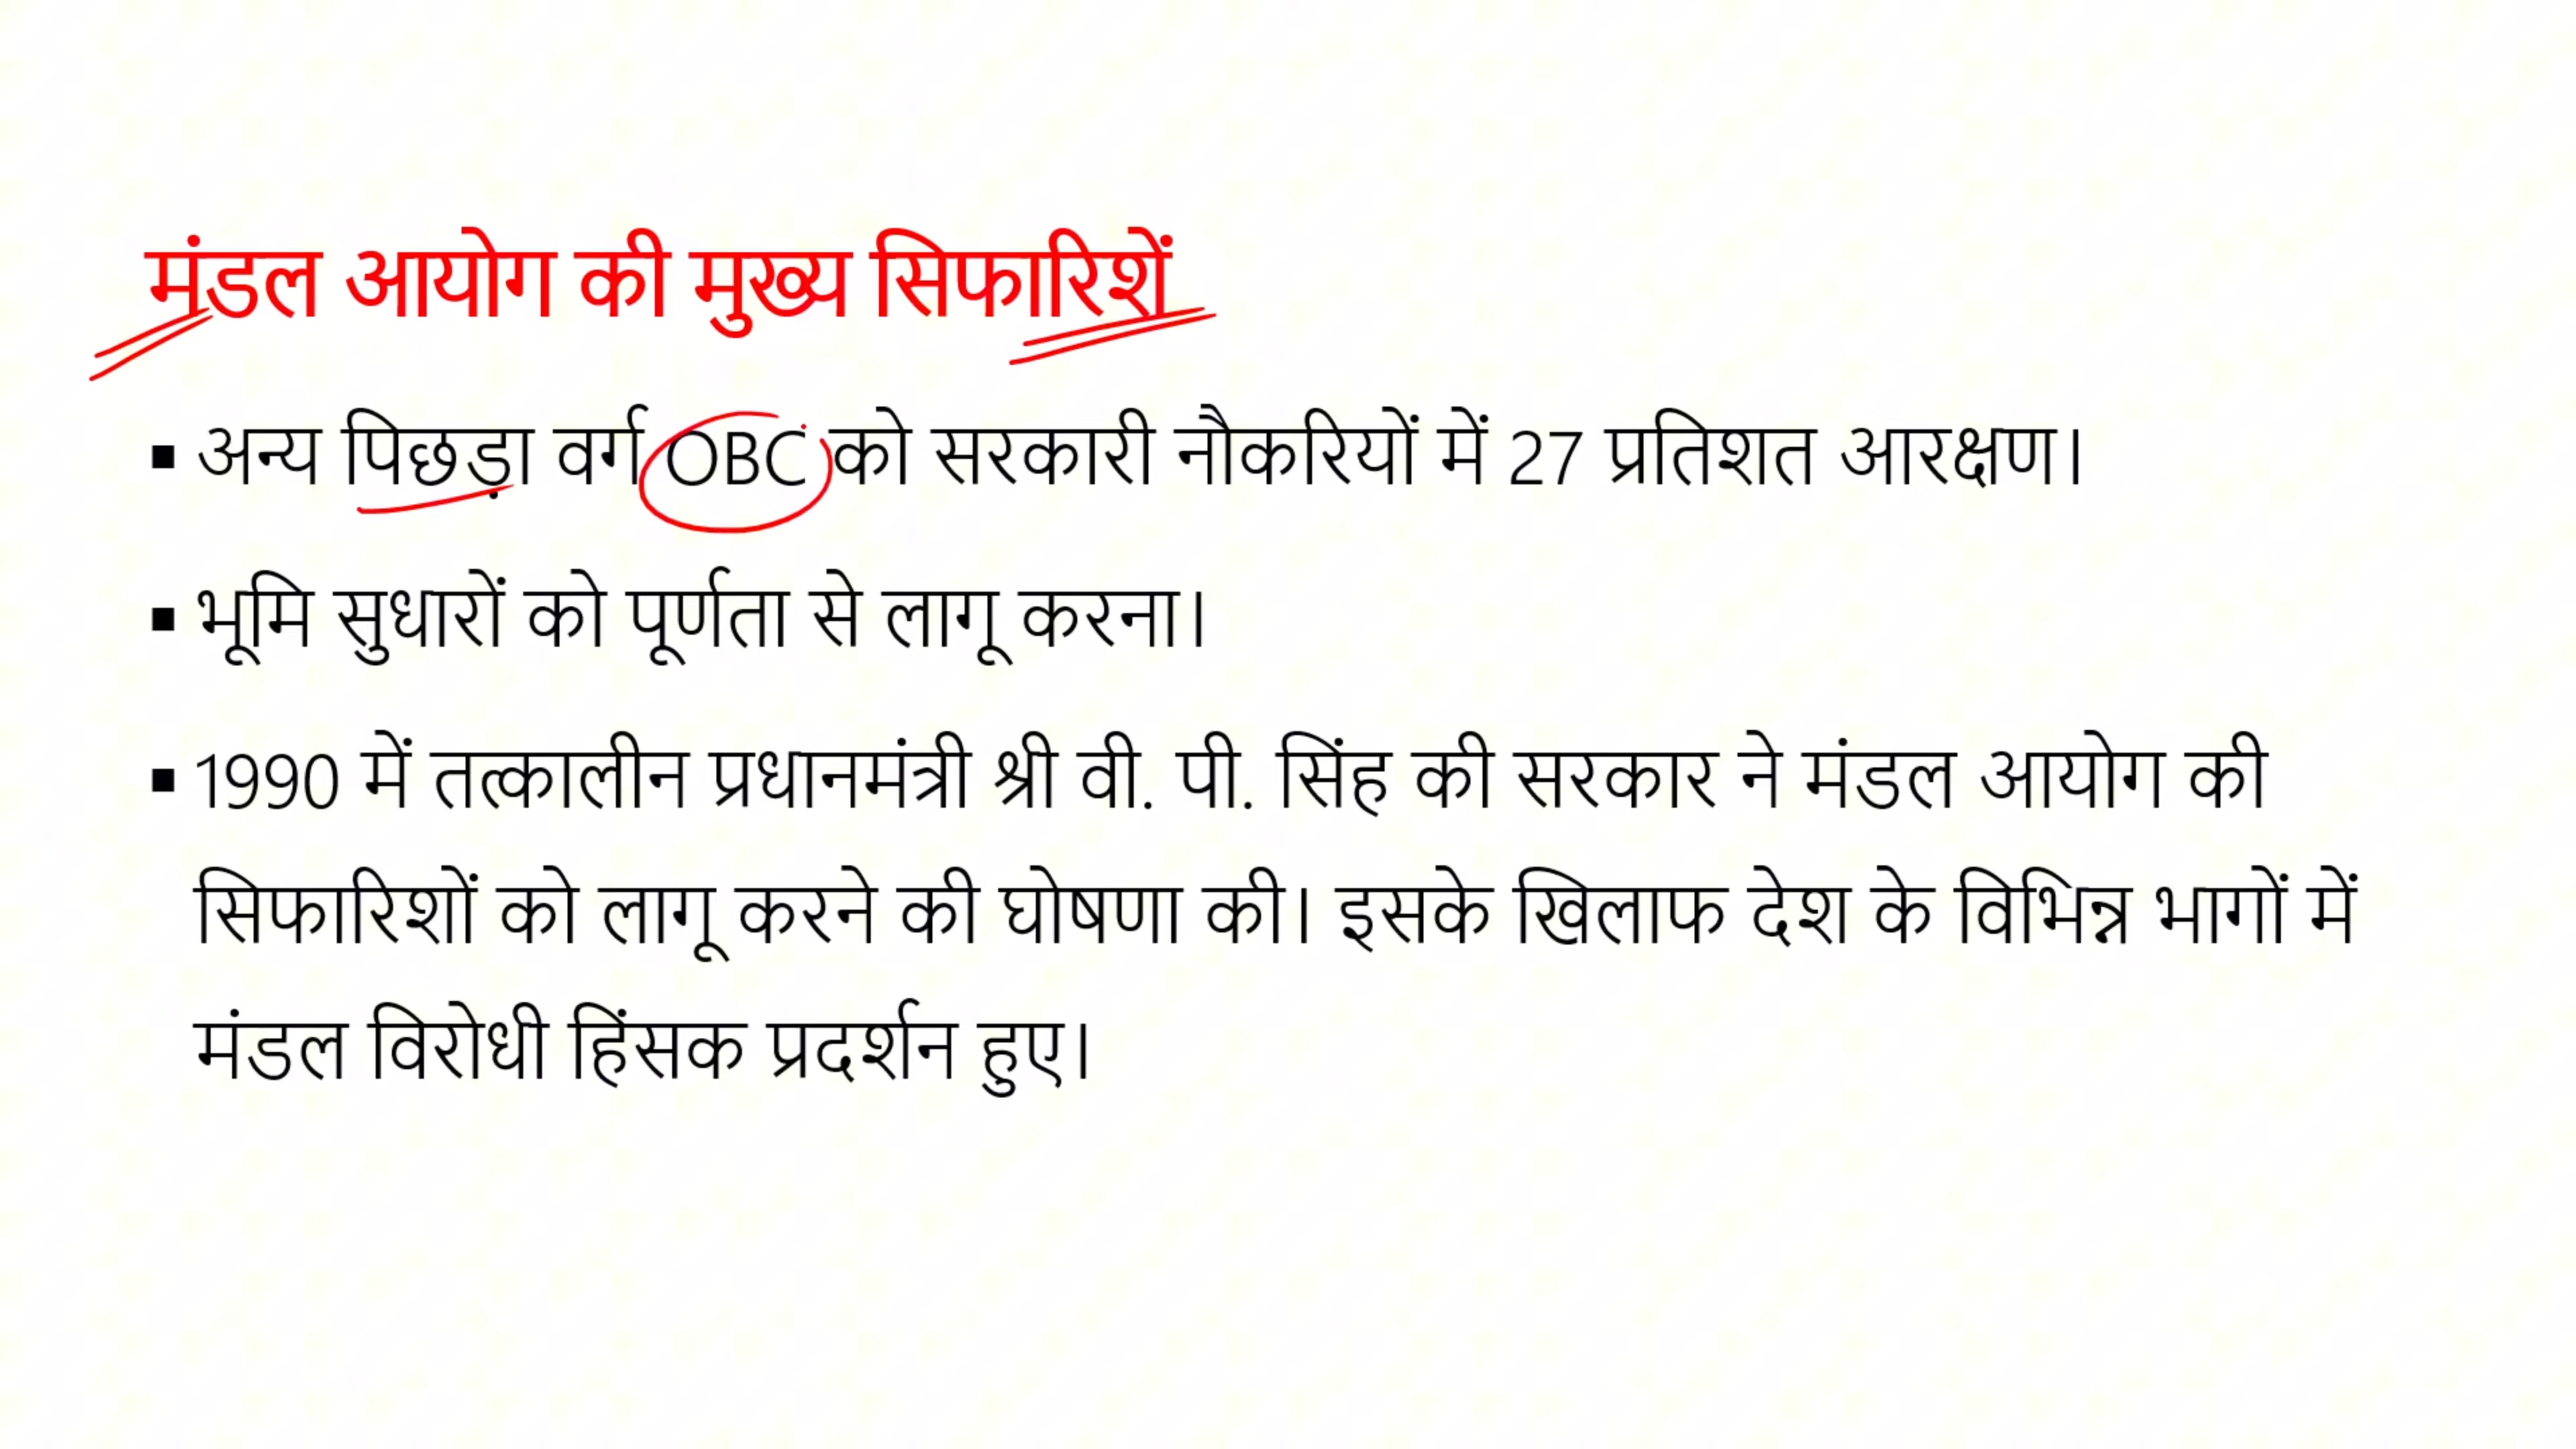 मंडल आयोग की मुख्य सिफारिशें
▪ अन्य पिछड़ा वर्ग OBC को सरकारी नौकरियों में 27 प्रतिशत आरक्षण।
▪ भूमि सुधारों को पूर्णता से लागू करना।
▪ 1990 में तत्कालीन प्रधानमंत्री श्री वी. पी. सिंह की सरकार ने मंडल आयोग की
सिफारिशों को लागू करने की घोषणा की। इसके खिलाफ देश के विभिन्न भागों में
मंडल विरोधी हिंसक प्रदर्शन हुए।